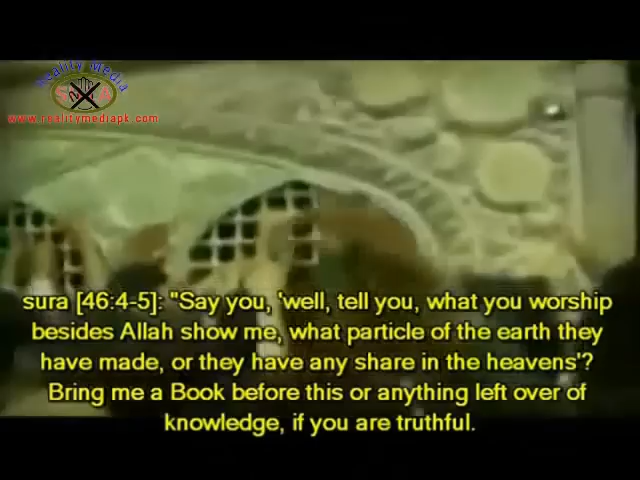 Reality Media
www.realitymediapk.com
sura [46:4-5]: "Say you, 'well, tell you, what you worship
besides Allah show me, what particle of the earth they
have made, or they have any share in the heavens'?
Bring me a Book before this or anything left over of
knowledge, if you are truthful.